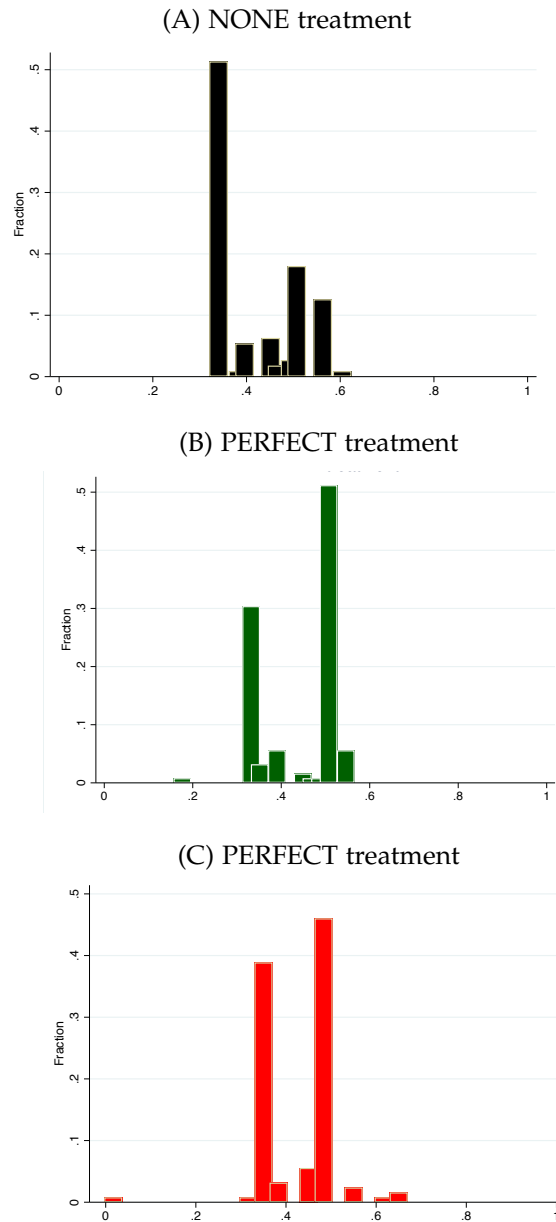 (A) NONE treatment
.5
.4
.3
.2
.1
0
Fraction
0 .2 .4 .6 .8 1
(B) PERFECT treatment
.5
.4
.3
.2
.1
0
Fraction
0 .2 .4 .6 .8 1
(C) PERFECT treatment
.5
.4
.3
.2
.1
0
Fraction
0 .2 .4 .6 .8